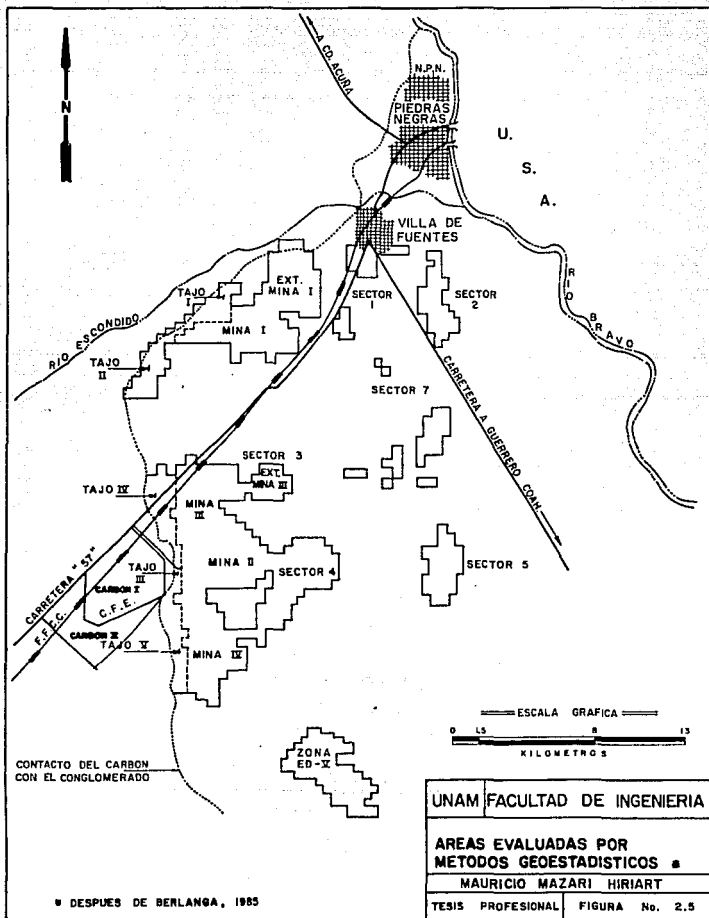 N
A CD. ACUÑA
N.P.N.
PIEDRAS
NEGRAS
U.
S.
A.
VILLA DE
FUENTES
RIO
BRAVO
RIO ESCONDIDO
TAJO
I
EXT.
MINA I
MINA I
TAJO
II
SECTOR
1
SECTOR
2
SECTOR 7
CARRETERA A GUERRERO COAH.
SECTOR 3
EXT.
MINA III
TAJO IV
MINA
III
TAJO
III
MINA II
SECTOR 4
SECTOR 5
CARRETERA "57"
F.F.C.C.
CARBON I
C.F.E.
CARBON II
TAJO V
MINA IV
CONTACTO DEL CARBON
CON EL CONGLOMERADO
ZONA
ED-V
ESCALA GRAFICA
0 1.5 8 13
KILOMETROS
UNAM FACULTAD DE INGENIERIA
AREAS EVALUADAS POR
METODOS GEOESTADISTICOS *
MAURICIO MAZARI HIRIART
TESIS PROFESIONAL FIGURA No. 2.5
* DESPUES DE BERLANGA, 1985